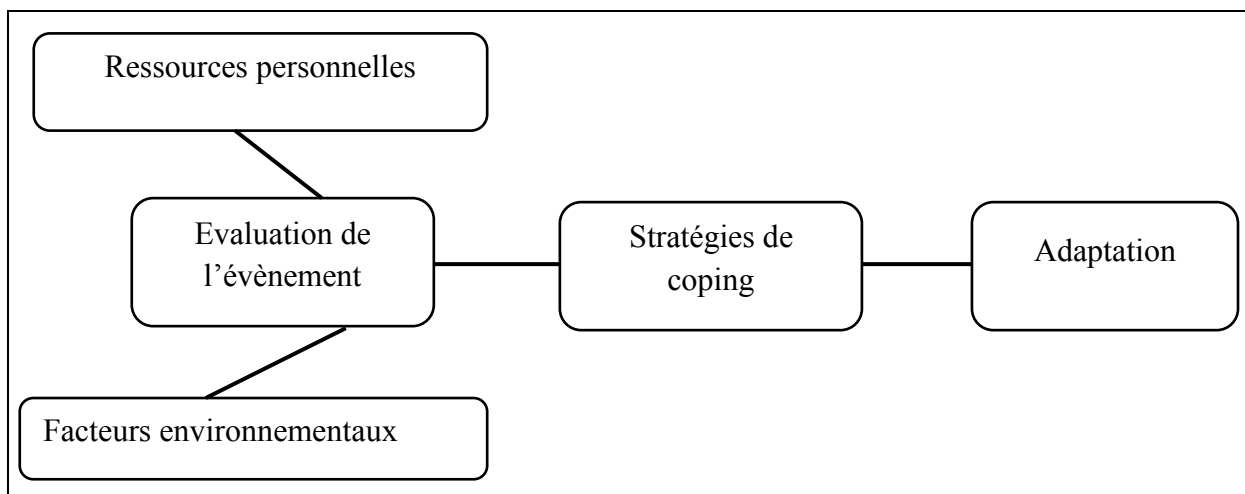 Ressources personnelles
Evaluation de
l’évènement
Stratégies de
coping
Adaptation
Facteurs environnementaux